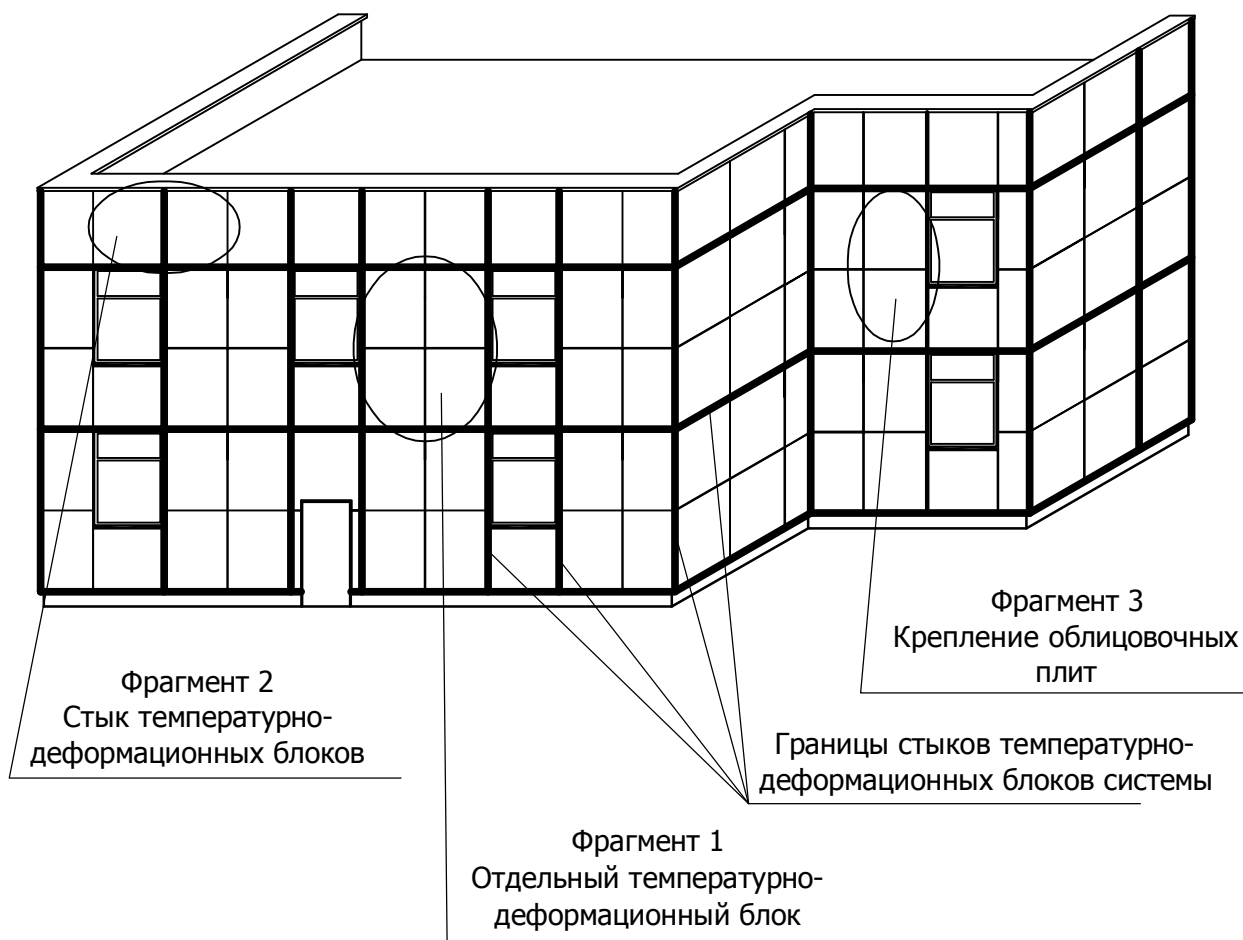 Фрагмент 3
Крепление облицовочных
плит
Фрагмент 2
Стык температурно-
деформационных блоков
Границы стыков температурно-
деформационных блоков системы
Фрагмент 1
Отдельный температурно-
деформационный блок